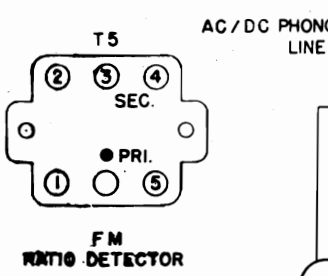 T5
AC/DC PHONO
LINE
2 3 4
SEC.
PRI.
1 5
FM
RATIO DETECTOR